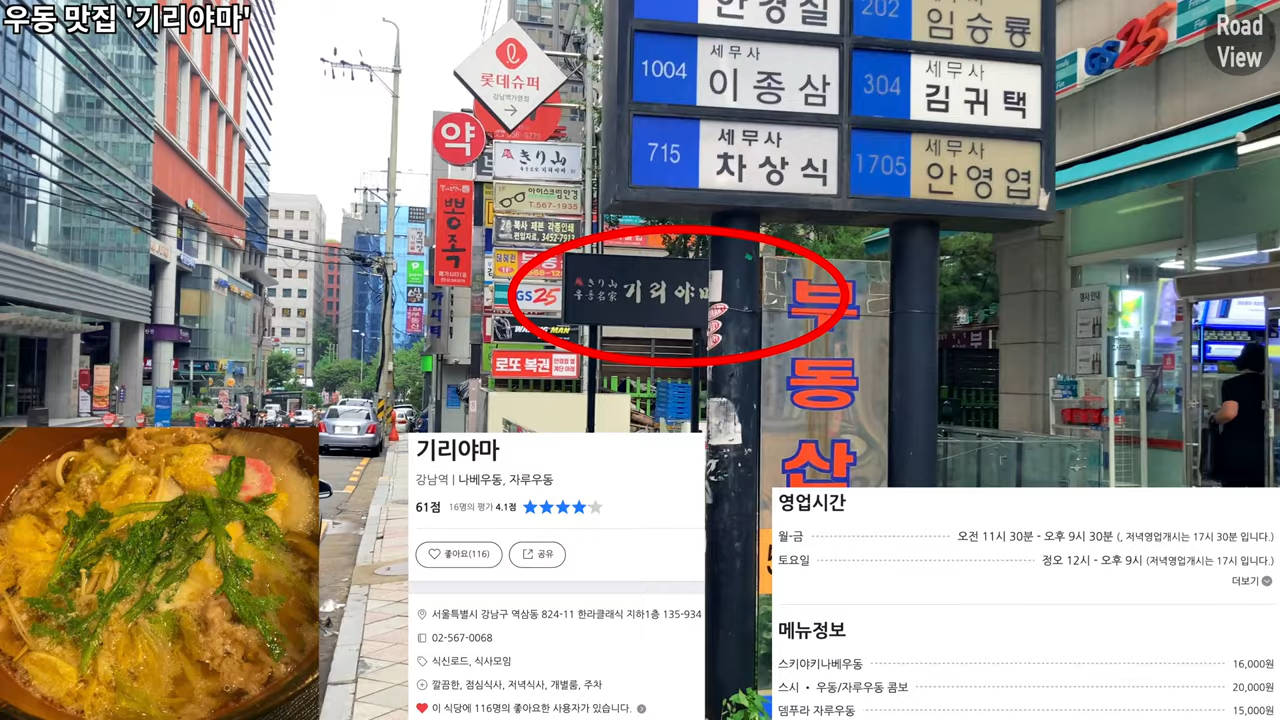 우동 맛집 '기리야마'
Road
View
안경질
202
임승룡
1004
세무사
이종삼
304
세무사
김귀택
715
세무사
차상식
1705
세무사
안영엽
GS25
롯데슈퍼
약
きり山
아이스크림안경
T.567-1935
뽕족
きり山
우동名家 기리야마
GS25
로또 복권
부동산
기리야마
강남역 | 나베우동, 자루우동
61점 16명의 평가 4.1점
좋아요(116)
공유
서울특별시 강남구 역삼동 824-11 한라클래식 지하1층 135-934
02-567-0068
식신로드, 식사모임
깔끔한, 점심식사, 저녁식사, 개별룸, 주차
이 식당에 116명의 좋아요한 사용자가 있습니다.
영업시간
월-금 오전 11시 30분 - 오후 9시 30분 (, 저녁영업개시는 17시 30분 입니다.)
토요일 정오 12시 - 오후 9시 (저녁영업개시는 17시 입니다.)
더보기
메뉴정보
스키야키나베우동 16,000원
스시 • 우동/자루우동 콤보 20,000원
뎀푸라 자루우동 15,000원